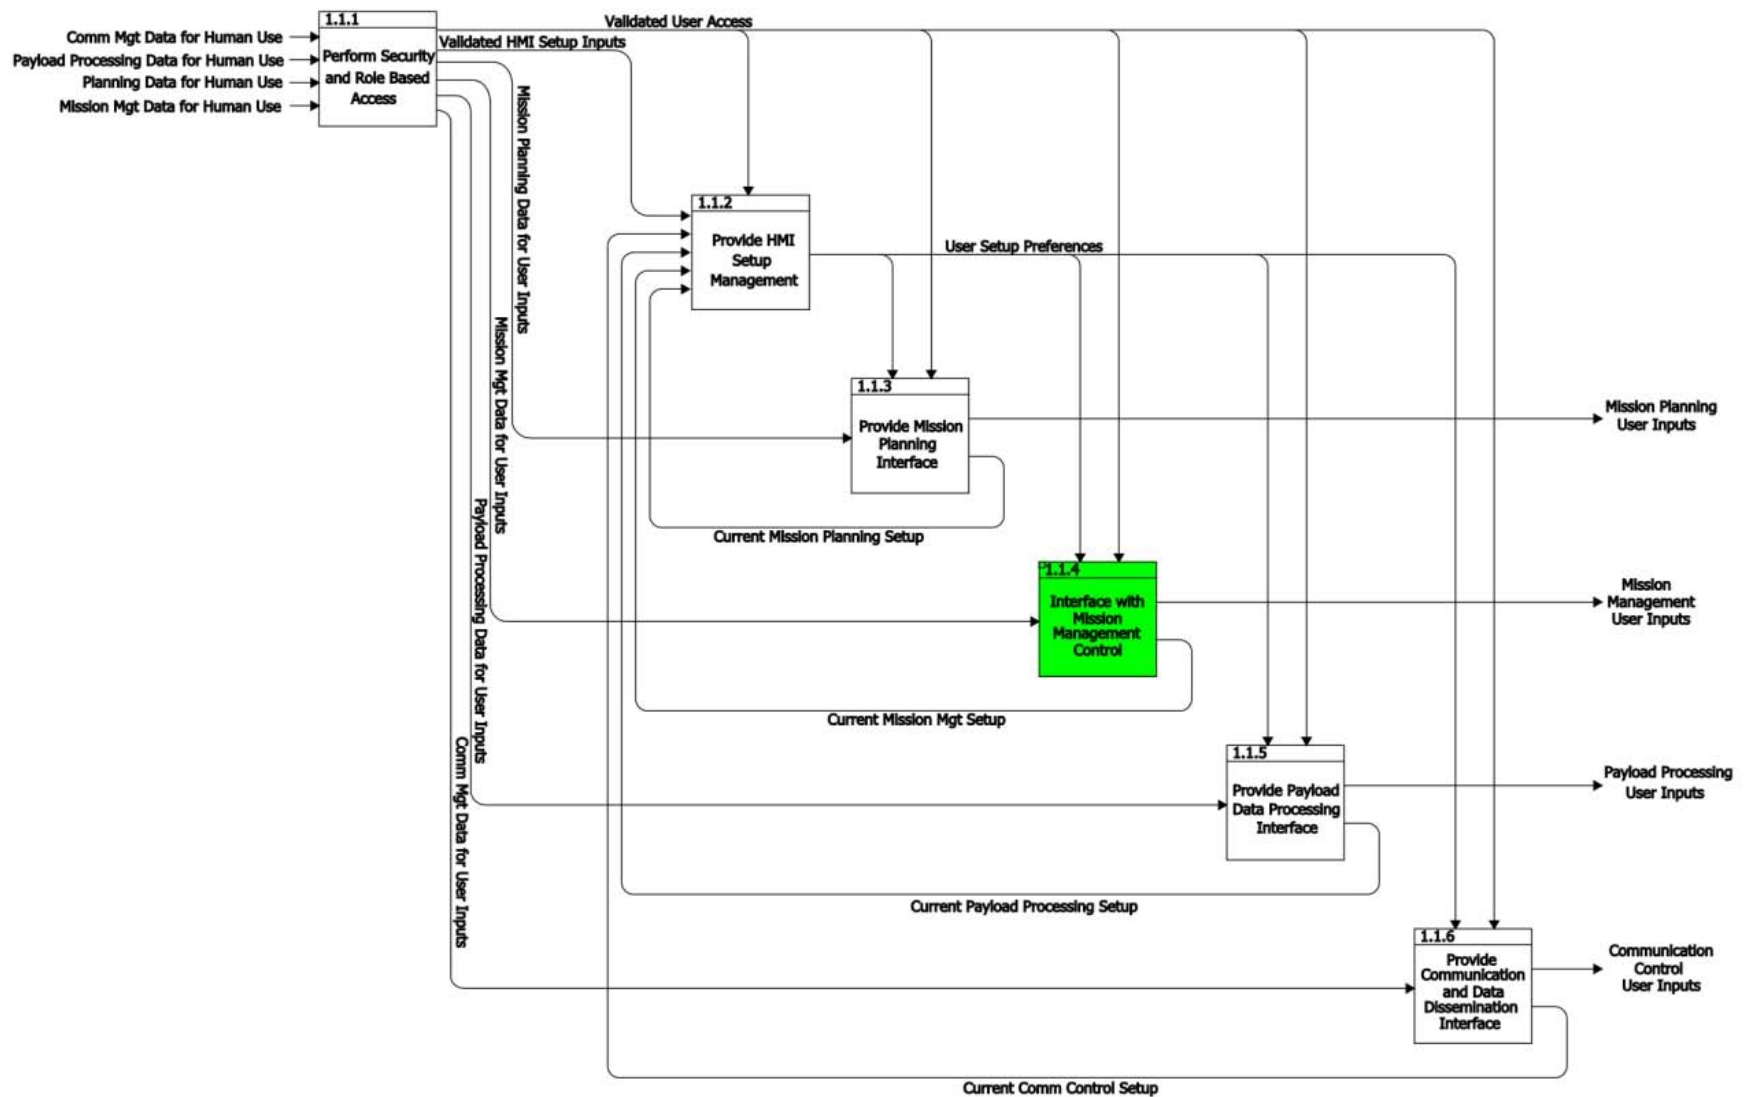 1.1.1
Perform Security
and Role Based
Access
Comm Mgt Data for Human Use
Payload Processing Data for Human Use
Planning Data for Human Use
Mission Mgt Data for Human Use
Validated User Access
Validated HMI Setup Inputs
Mission Planning Data for User Inputs
Mission Mgt Data for User Inputs
Payload Processing Data for User Inputs
Comm Mgt Data for User Inputs
1.1.2
Provide HMI
Setup
Management
User Setup Preferences
1.1.3
Provide Mission
Planning
Interface
Mission Planning
User Inputs
Current Mission Planning Setup
1.1.4
Interface with
Mission
Management
Control
Mission
Management
User Inputs
Current Mission Mgt Setup
1.1.5
Provide Payload
Data Processing
Interface
Payload Processing
User Inputs
Current Payload Processing Setup
1.1.6
Provide
Communication
and Data
Dissemination
Interface
Communication
Control
User Inputs
Current Comm Control Setup